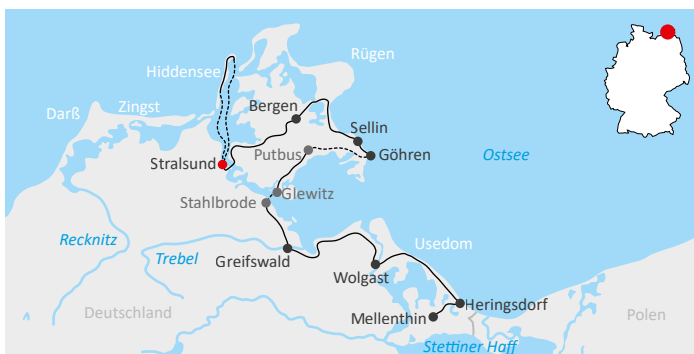 Hiddensee
Rügen
Darß
Zingst
Bergen
Sellin
Stralsund
Putbus
Göhren
Ostsee
Glewitz
Stahlbrode
Recknitz
Trebel
Greifswald
Usedom
Wolgast
Deutschland
Mellenthin
Heringsdorf
Polen
Stettiner Haff